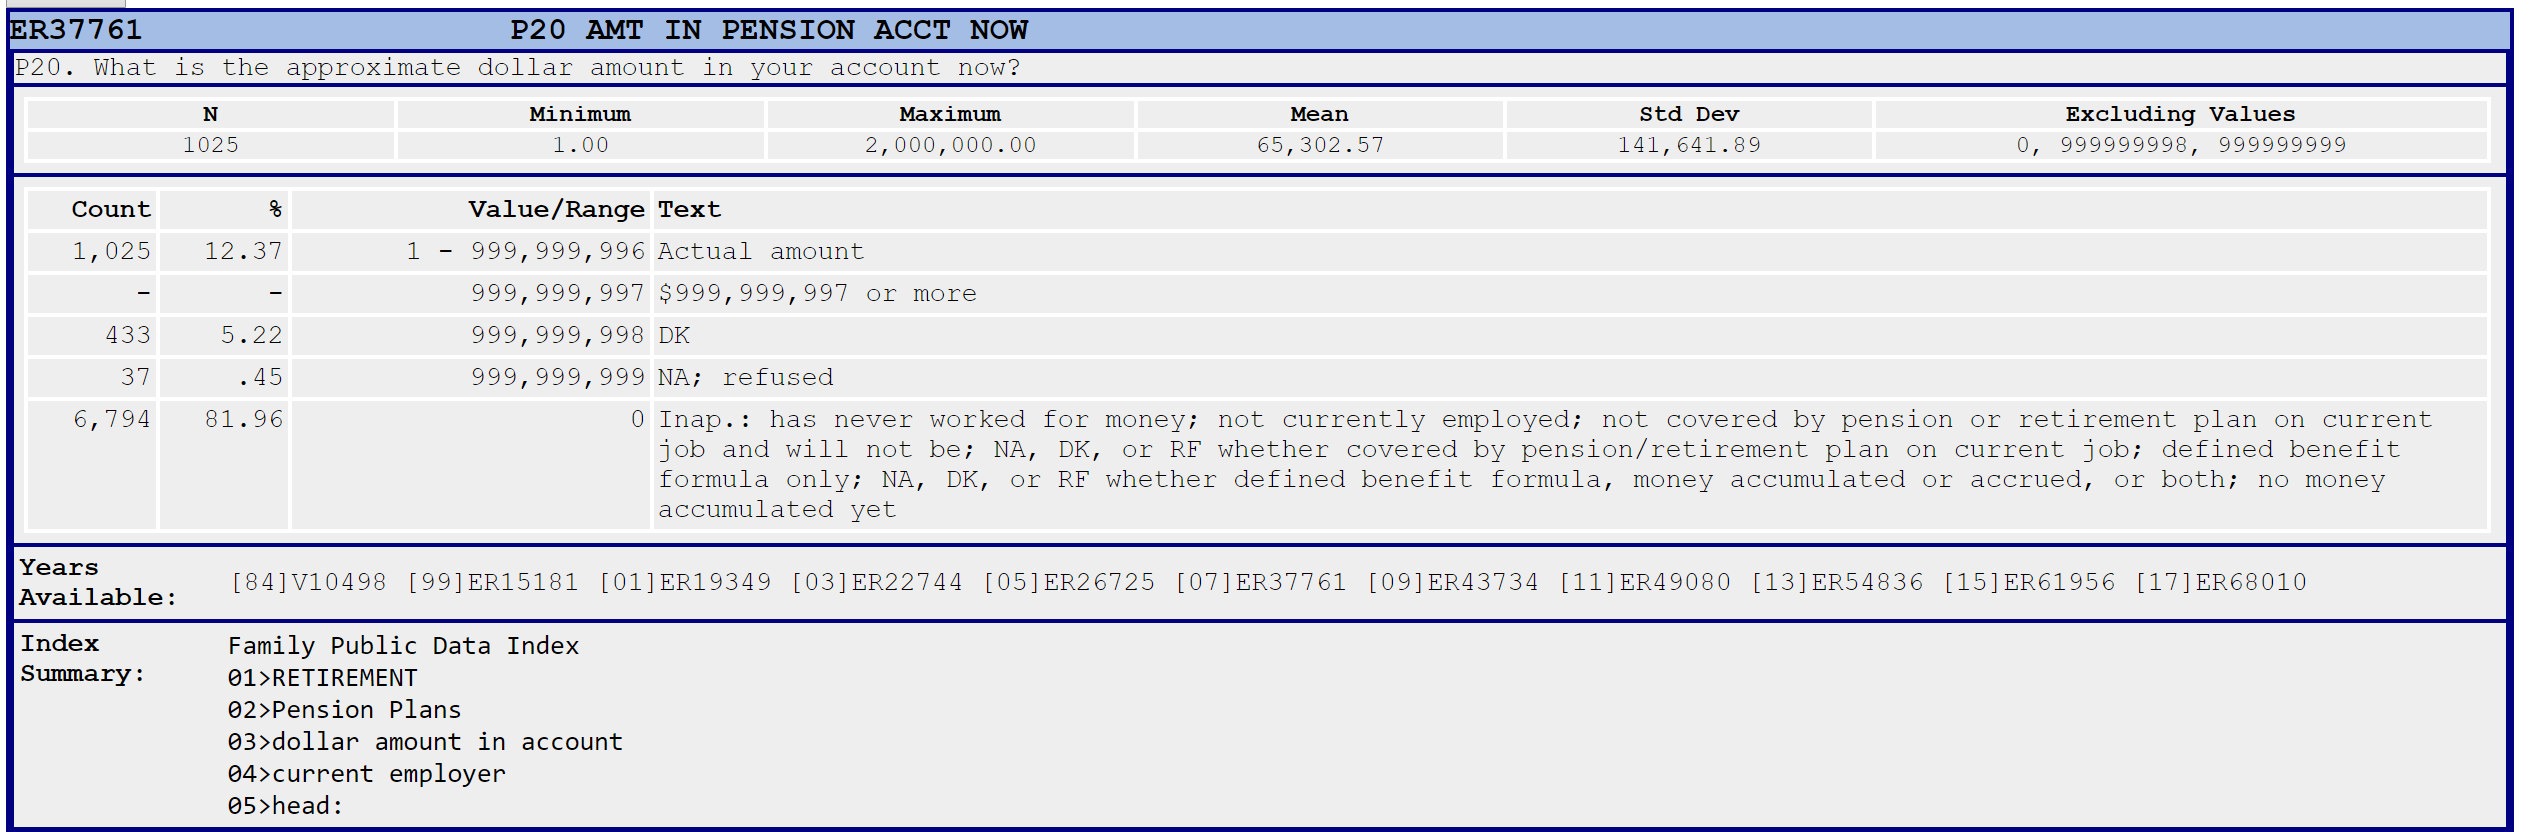 ER37761 P20 AMT IN PENSION ACCT NOW
P20. What is the approximate dollar amount in your account now?
N Minimum Maximum Mean Std Dev Excluding Values
1025 1.00 2,000,000.00 65,302.57 141,641.89 0, 999999998, 999999999
Count % Value/Range Text
1,025 12.37 1 - 999,999,996 Actual amount
- - 999,999,997 $999,999,997 or more
433 5.22 999,999,998 DK
37 .45 999,999,999 NA; refused
6,794 81.96 0 Inap.: has never worked for money; not currently employed; not covered by pension or retirement plan on current
job and will not be; NA, DK, or RF whether covered by pension/retirement plan on current job; defined benefit
formula only; NA, DK, or RF whether defined benefit formula, money accumulated or accrued, or both; no money
accumulated yet
Years
Available:
[84]V10498 [99]ER15181 [01]ER19349 [03]ER22744 [05]ER26725 [07]ER37761 [09]ER43734 [11]ER49080 [13]ER54836 [15]ER61956 [17]ER68010
Index
Summary:
Family Public Data Index
01>RETIREMENT
02>Pension Plans
03>dollar amount in account
04>current employer
05>head: